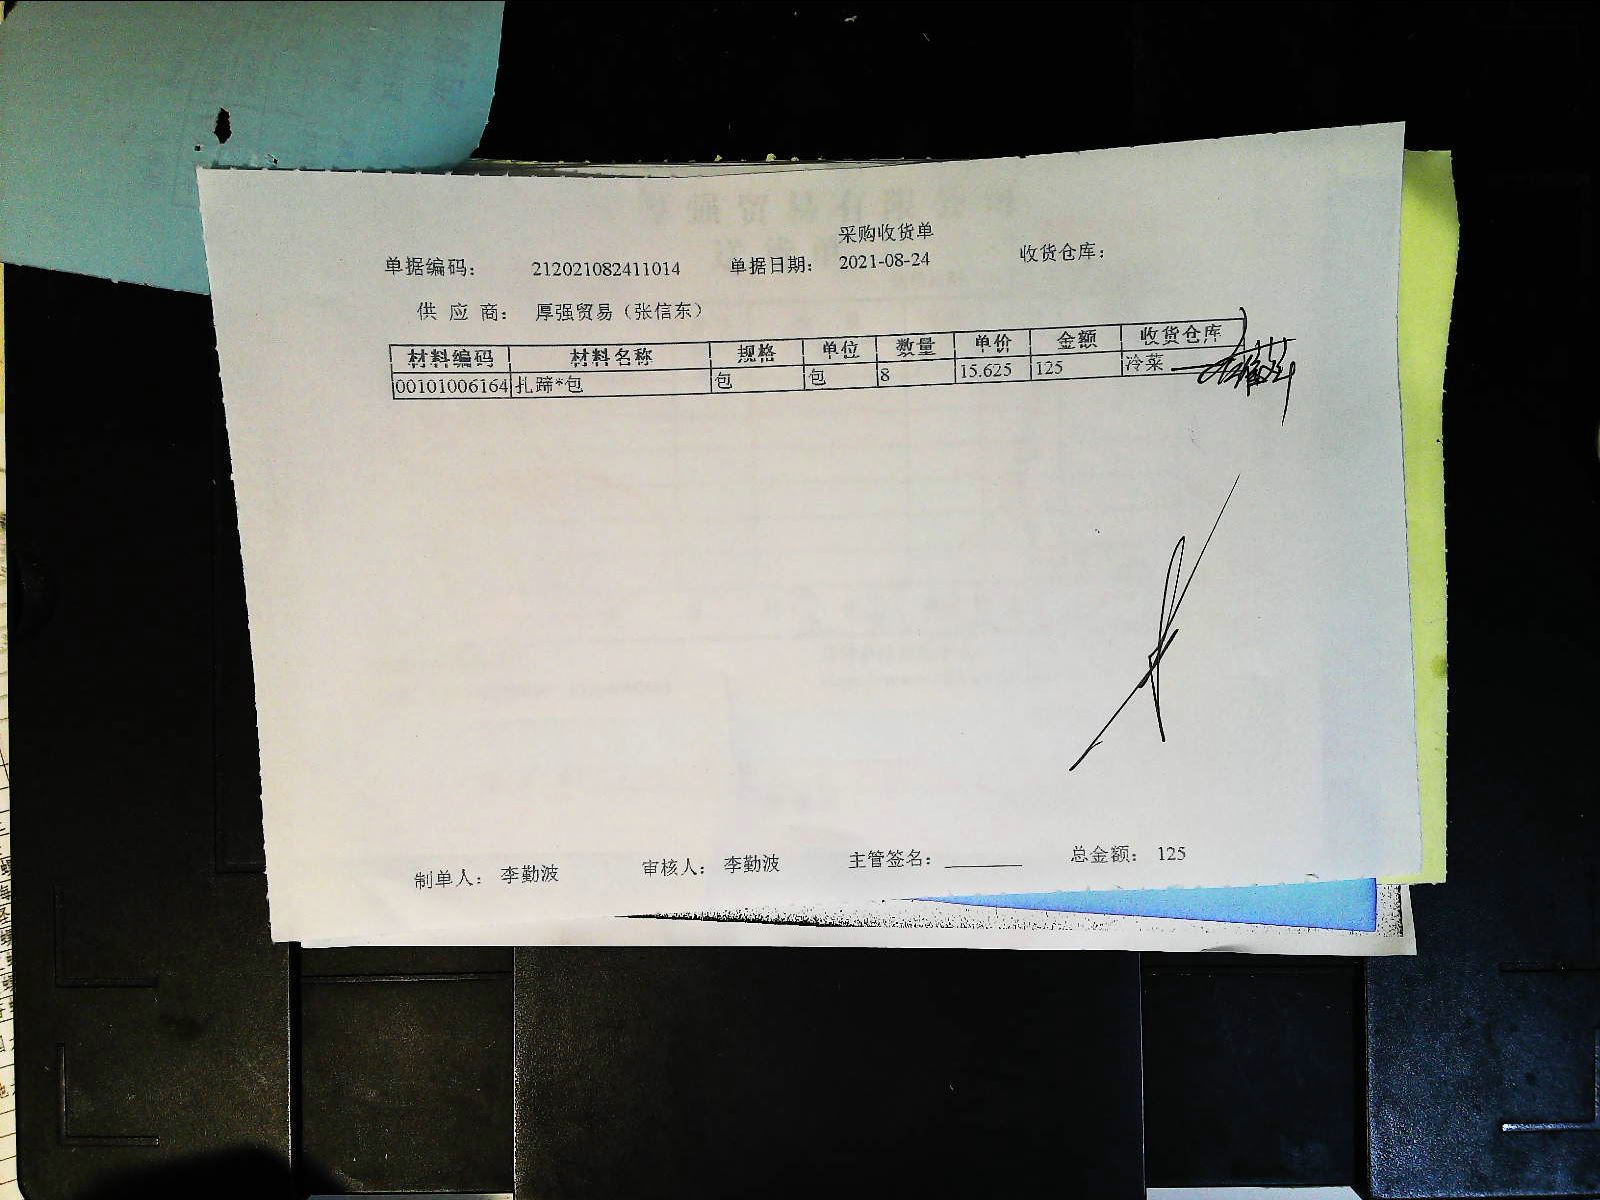 采购收货单
单据编码： 212021082411014 单据日期： 2021-08-24 收货仓库：
供 应 商： 厚强贸易（张信东）
材料编码 材料名称 规格 单位 数量 单价 金额 收货仓库
00101006164 扎蹄*包 包 包 8 15.625 125 冷菜
制单人： 李勤波 审核人： 李勤波 主管签名： 总金额： 125